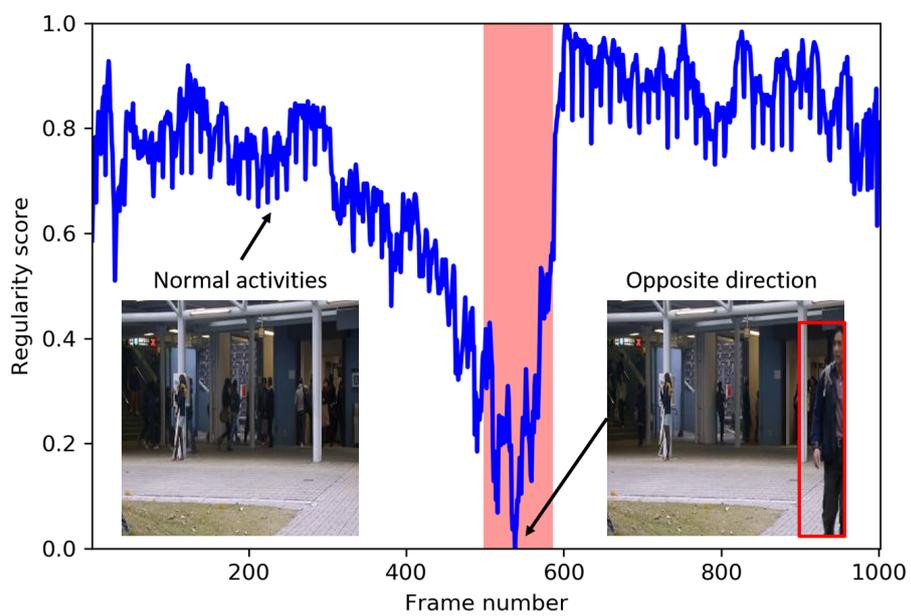 1.0
0.8
0.6
0.4
0.2
0.0
Regularity score
Normal activities
Opposite direction
200
400
600
800
1000
Frame number